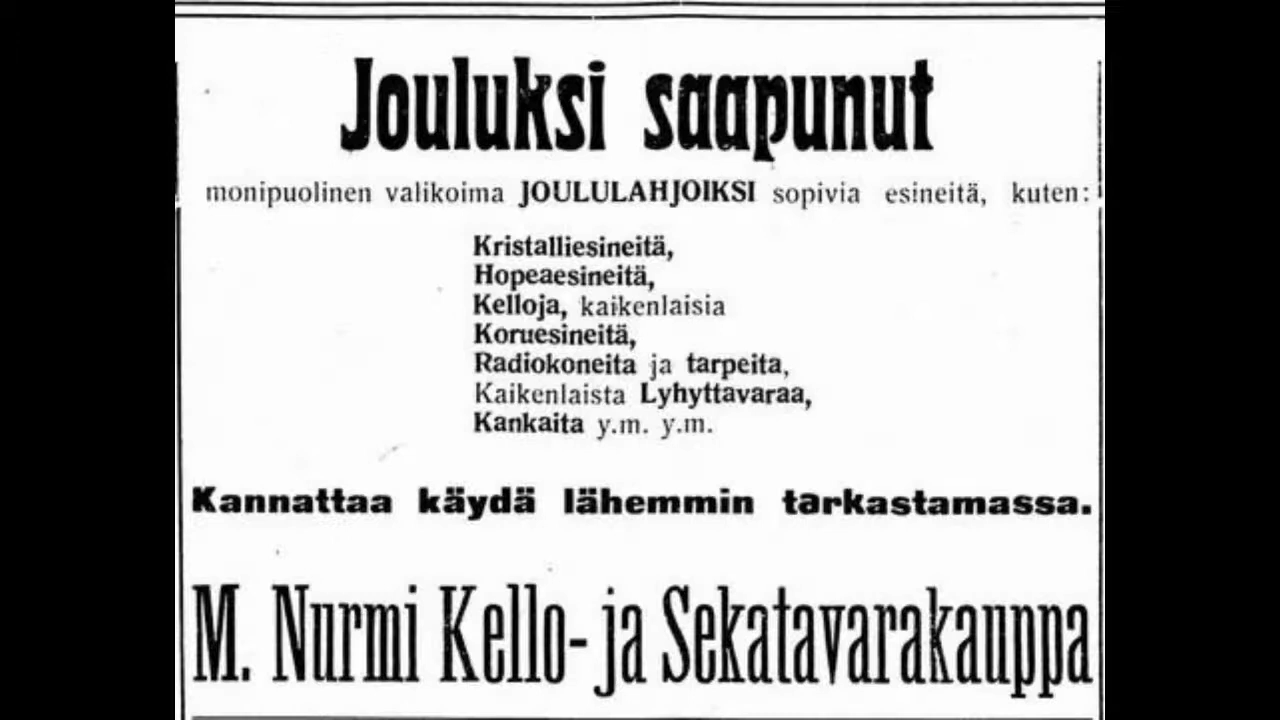 Jouluksi saapunut
monipuolinen valikoima JOULULAHJOIKSI sopivia esineitä, kuten:
Kristalliesineitä,
Hopeaesineitä,
Kelloja, kaikenlaisia
Koruesineitä,
Radiokoneita ja tarpeita,
Kaikenlaista Lyhyttavaraa,
Kankaita y.m. y.m.
Kannattaa käydä lähemmin tarkastamassa.
M. Nurmi Kello- ja Sekatavarakauppa